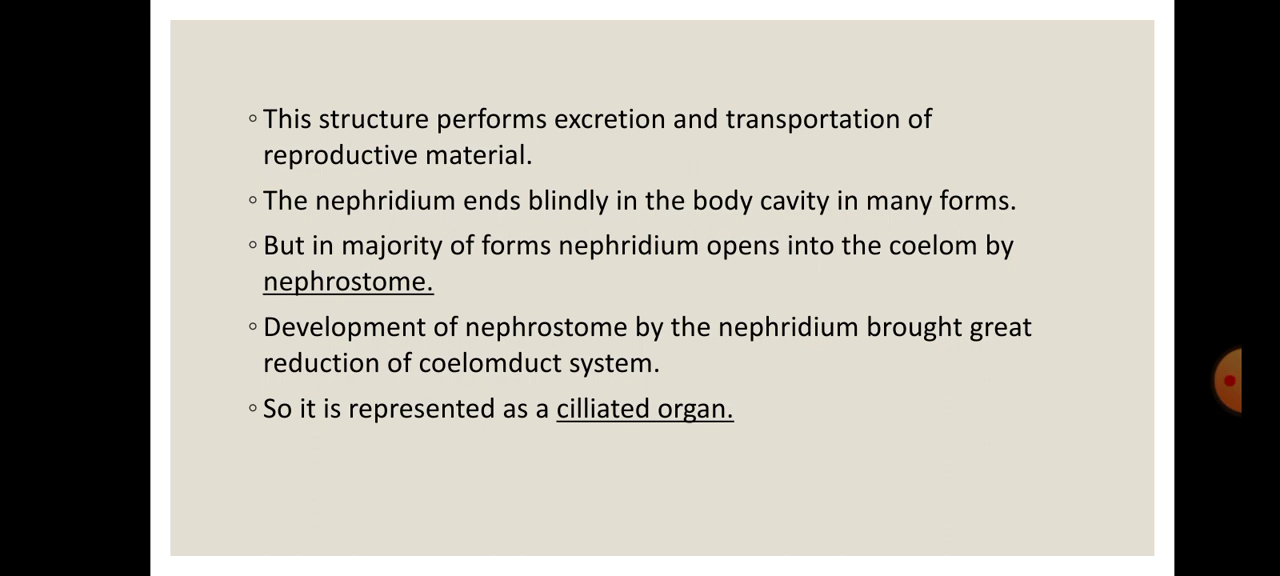 ◦ This structure performs excretion and transportation of
reproductive material.
◦ The nephridium ends blindly in the body cavity in many forms.
◦ But in majority of forms nephridium opens into the coelom by
nephrostome.
◦ Development of nephrostome by the nephridium brought great
reduction of coelomduct system.
◦ So it is represented as a cilliated organ.